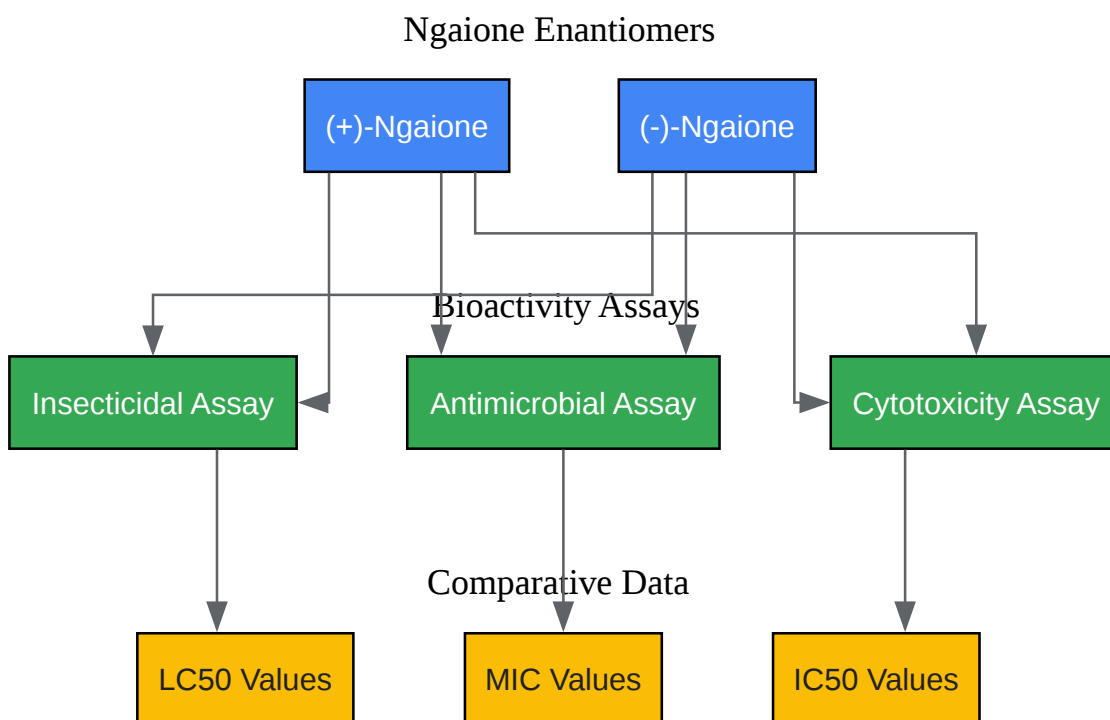 Ngaione Enantiomers
(+)-Ngaione
(-)-Ngaione
Bioactivity Assays
Insecticidal Assay
Antimicrobial Assay
Cytotoxicity Assay
Comparative Data
LC50 Values
MIC Values
IC50 Values